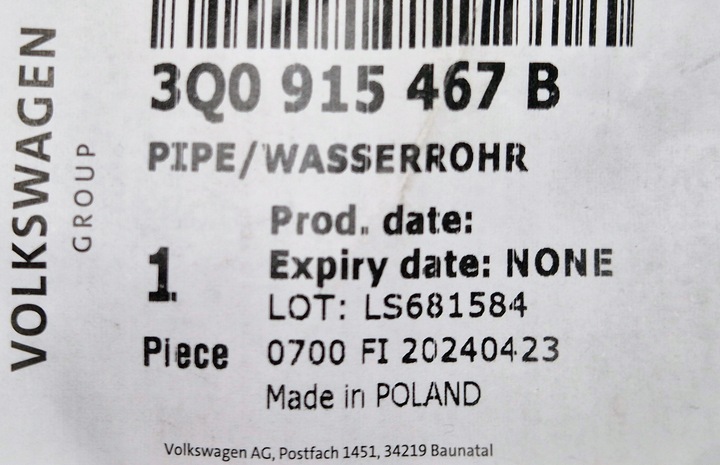 VOLKSWAGEN
GROUP
3Q0 915 467 B
PIPE/WASSERROHR
Prod. date:
Expiry date: NONE
1
LOT: LS681584
Piece
0700 FI 20240423
Made in POLAND
Volkswagen AG, Postfach 1451, 34219 Baunatal